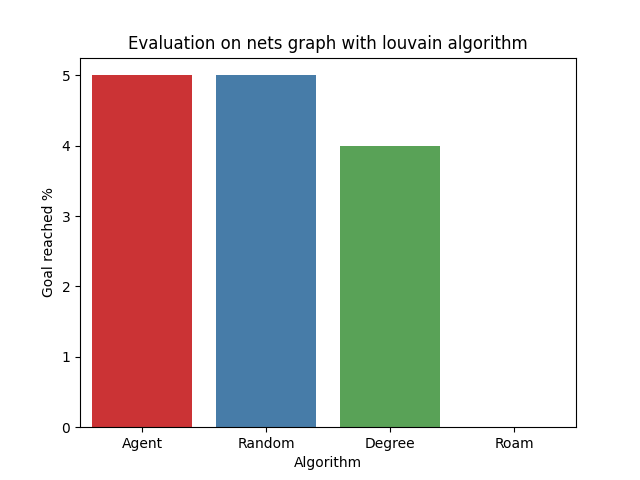 Evaluation on nets graph with louvain algorithm
Goal reached %
5
4
3
2
1
0
Agent Random Degree Roam
Algorithm